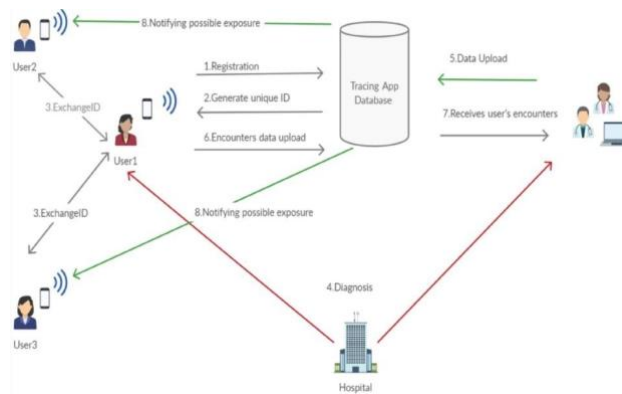 8.Notifying possible exposure
User2
1.Registration
Tracing App
Database
5.Data Upload
2.Generate unique ID
3.ExchangeID
7.Receives user's encounters
6.Encounters data upload
User1
3.ExchangeID
8.Notifying possible exposure
4.Diagnosis
User3
Hospital